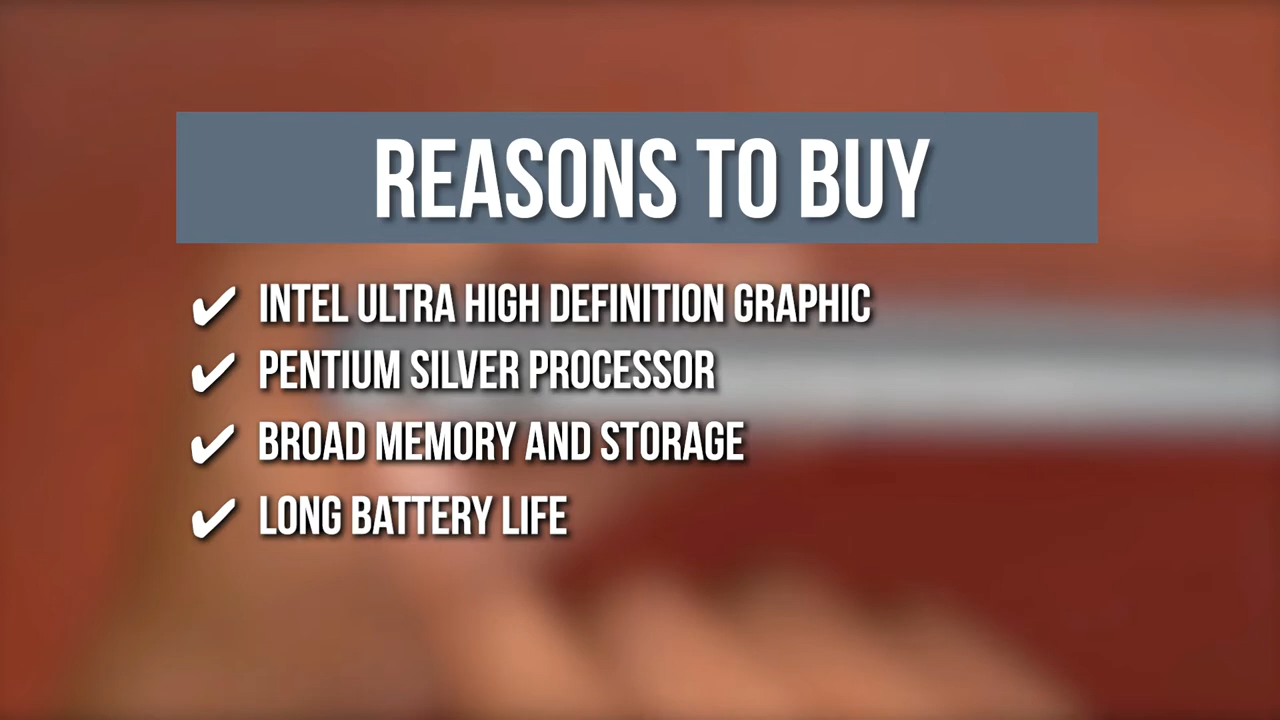 REASONS TO BUY
✔ INTEL ULTRA HIGH DEFINITION GRAPHIC
✔ PENTIUM SILVER PROCESSOR
✔ BROAD MEMORY AND STORAGE
✔ LONG BATTERY LIFE